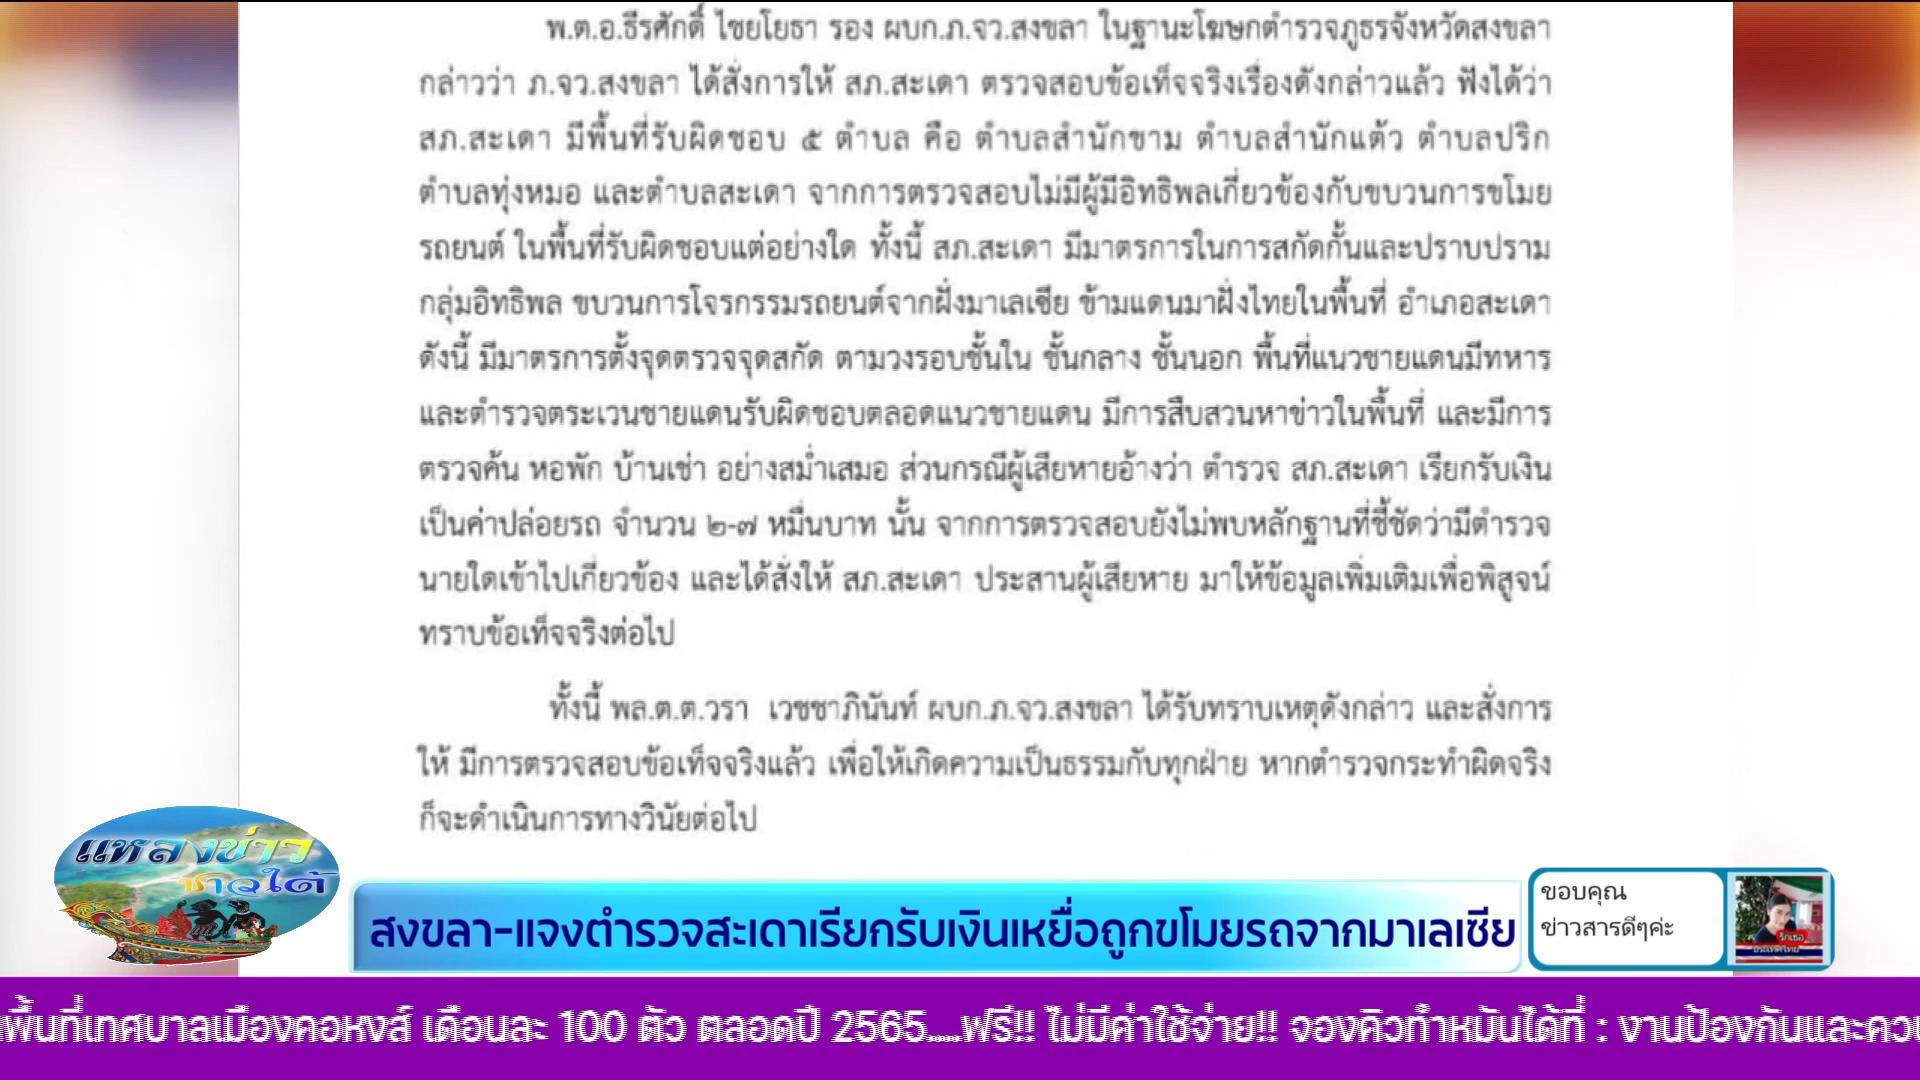 พ.ต.อ.ธีรศักดิ์ ไชยโยธา รอง ผบก.ภ.จว.สงขลา ในฐานะโฆษกตำรวจภูธรจังหวัดสงขลา
กล่าวว่า ภ.จว.สงขลา ได้สั่งการให้ สภ.สะเดา ตรวจสอบข้อเท็จจริงเรื่องดังกล่าวแล้ว ฟังได้ว่า
สภ.สะเดา มีพื้นที่รับผิดชอบ ๕ ตำบล คือ ตำบลสำนักขาม ตำบลสำนักแต้ว ตำบลปริก
ตำบลทุ่งหมอ และตำบลสะเดา จากการตรวจสอบไม่มีผู้มีอิทธิพลเกี่ยวข้องกับขบวนการขโมย
รถยนต์ ในพื้นที่รับผิดชอบแต่อย่างใด ทั้งนี้ สภ.สะเดา มีมาตรการในการสกัดกั้นและปราบปราม
กลุ่มอิทธิพล ขบวนการโจรกรรมรถยนต์จากฝั่งมาเลเซีย ข้ามแดนมาฝั่งไทยในพื้นที่ อำเภอสะเดา
ดังนี้ มีมาตรการตั้งจุดตรวจจุดสกัด ตามวงรอบชั้นใน ชั้นกลาง ชั้นนอก พื้นที่แนวชายแดนมีทหาร
และตำรวจตระเวนชายแดนรับผิดชอบตลอดแนวชายแดน มีการสืบสวนหาข่าวในพื้นที่ และมีการ
ตรวจค้น หอพัก บ้านเช่า อย่างสม่ำเสมอ ส่วนกรณีผู้เสียหายอ้างว่า ตำรวจ สภ.สะเดา เรียกรับเงิน
เป็นค่าปล่อยรถ จำนวน ๒-๗ หมื่นบาท นั้น จากการตรวจสอบยังไม่พบหลักฐานที่ชี้ชัดว่ามีตำรวจ
นายใดเข้าไปเกี่ยวข้อง และได้สั่งให้ สภ.สะเดา ประสานผู้เสียหาย มาให้ข้อมูลเพิ่มเติมเพื่อพิสูจน์
ทราบข้อเท็จจริงต่อไป
ทั้งนี้ พล.ต.ต.วรา เวชชาภินันท์ ผบก.ภ.จว.สงขลา ได้รับทราบเหตุดังกล่าว และสั่งการ
ให้ มีการตรวจสอบข้อเท็จจริงแล้ว เพื่อให้เกิดความเป็นธรรมกับทุกฝ่าย หากตำรวจกระทำผิดจริง
ก็จะดำเนินการทางวินัยต่อไป
แหลงข่าว
ชาวใต้
สงขลา-แจงตำรวจสะเดาเรียกรับเงินเหยื่อถูกขโมยรถจากมาเลเซีย
ขอบคุณ
ข่าวสารดีๆค่ะ
รักเธอ
ประเทศไทย
พื้นที่เทศบาลเมืองคอหงส์ เดือนละ 100 ตัว ตลอดปี 2565....ฟรี!! ไม่มีค่าใช้จ่าย!! จองคิวทำหมันได้ที่ : งานป้องกันและควบ